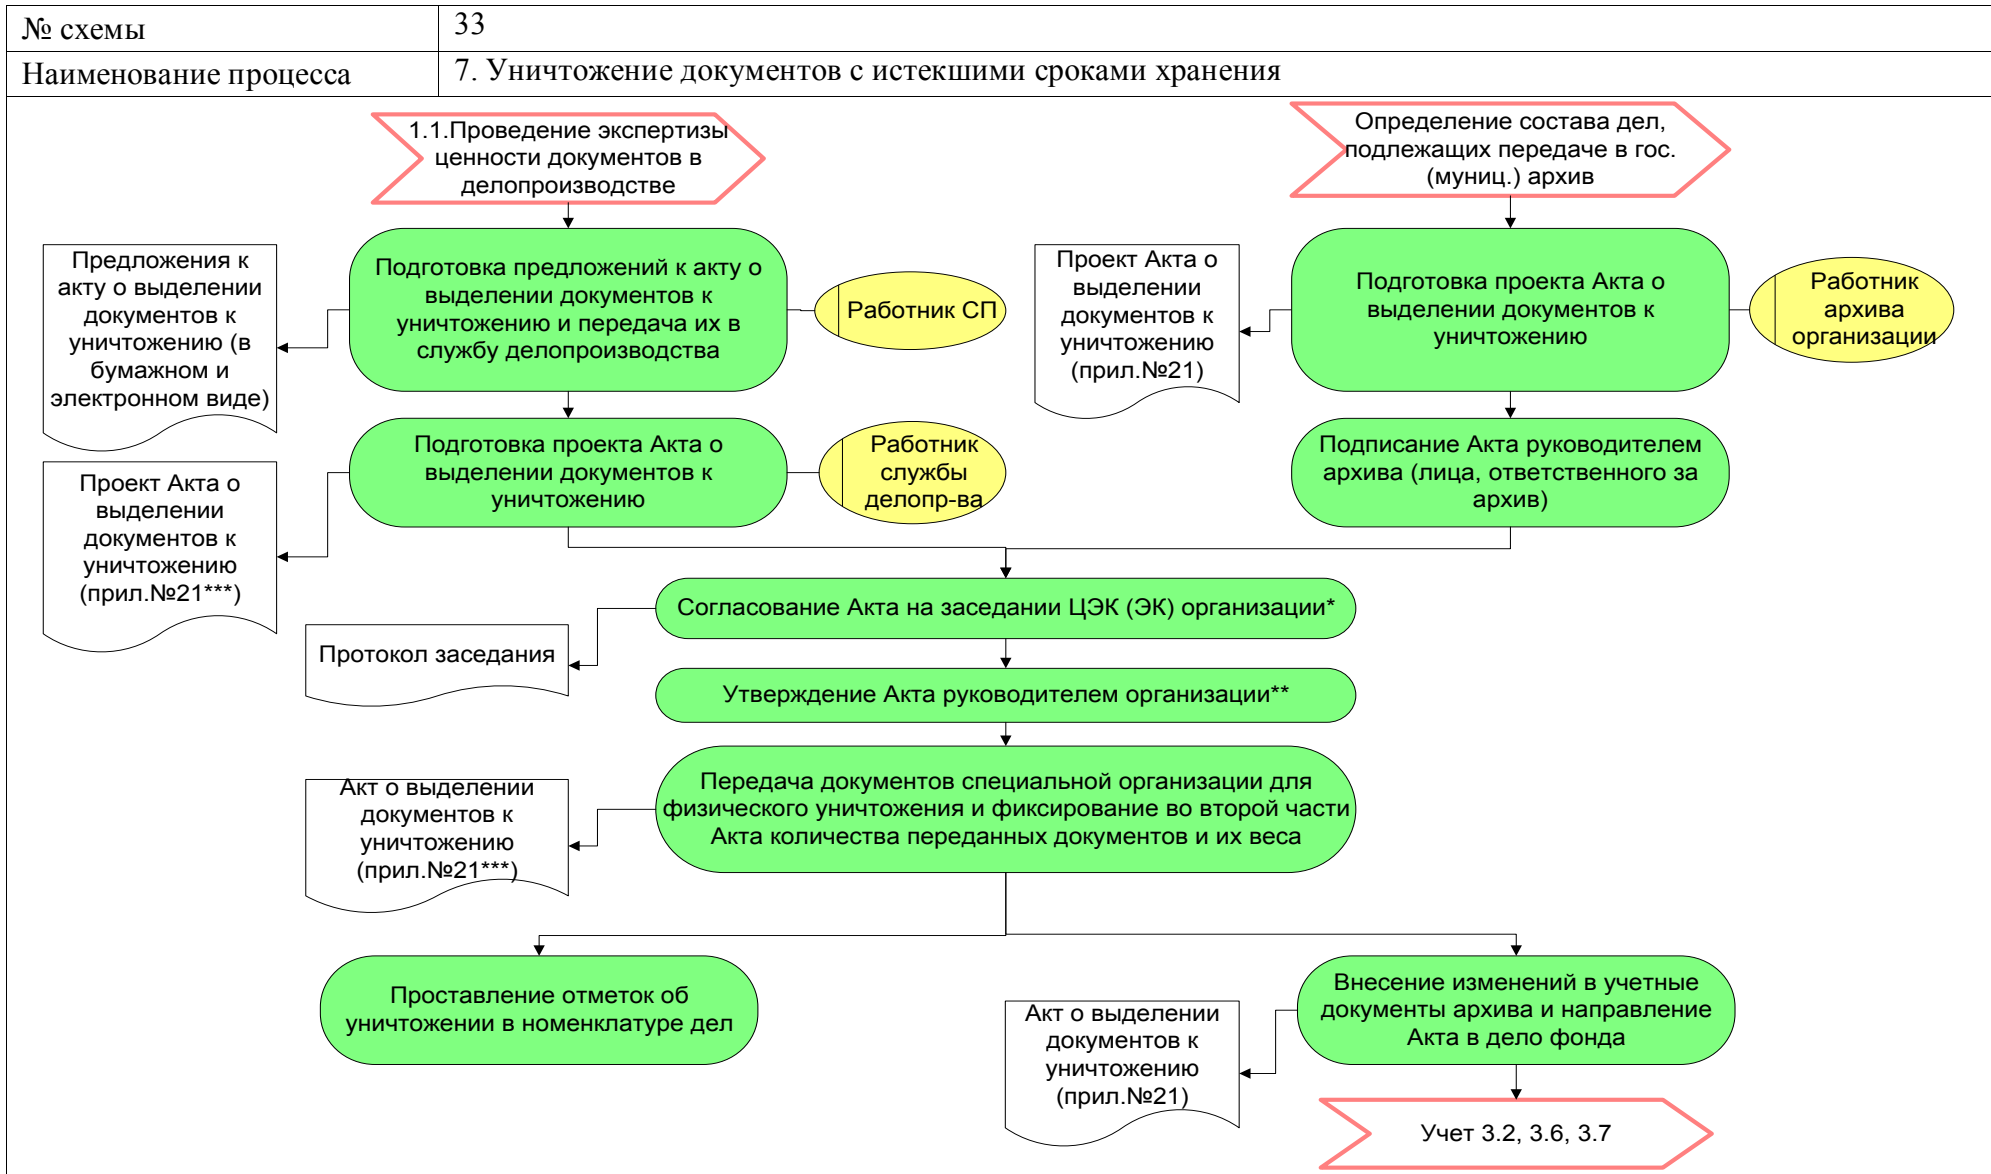 № схемы
33
Наименование процесса
7. Уничтожение документов с истекшими сроками хранения
1.1.Проведение экспертизы
ценности документов в
делопроизводстве
Определение состава дел,
подлежащих передаче в гос.
(муниц.) архив
Предложения к
акту о выделении
документов к
уничтожению (в
бумажном и
электронном виде)
Подготовка предложений к акту о
выделении документов к
уничтожению и передача их в
службу делопроизводства
Работник СП
Проект Акта о
выделении
документов к
уничтожению
(прил.№21)
Подготовка проекта Акта о
выделении документов к
уничтожению
Работник
архива
организации
Проект Акта о
выделении
документов к
уничтожению
(прил.№21***)
Подготовка проекта Акта о
выделении документов к
уничтожению
Работник
службы
делопр-ва
Подписание Акта руководителем
архива (лица, ответственного за
архив)
Согласование Акта на заседании ЦЭК (ЭК) организации*
Протокол заседания
Утверждение Акта руководителем организации**
Акт о выделении
документов к
уничтожению
(прил.№21***)
Передача документов специальной организации для
физического уничтожения и фиксирование во второй части
Акта количества переданных документов и их веса
Проставление отметок об
уничтожении в номенклатуре дел
Акт о выделении
документов к
уничтожению
(прил.№21)
Внесение изменений в учетные
документы архива и направление
Акта в дело фонда
Учет 3.2, 3.6, 3.7